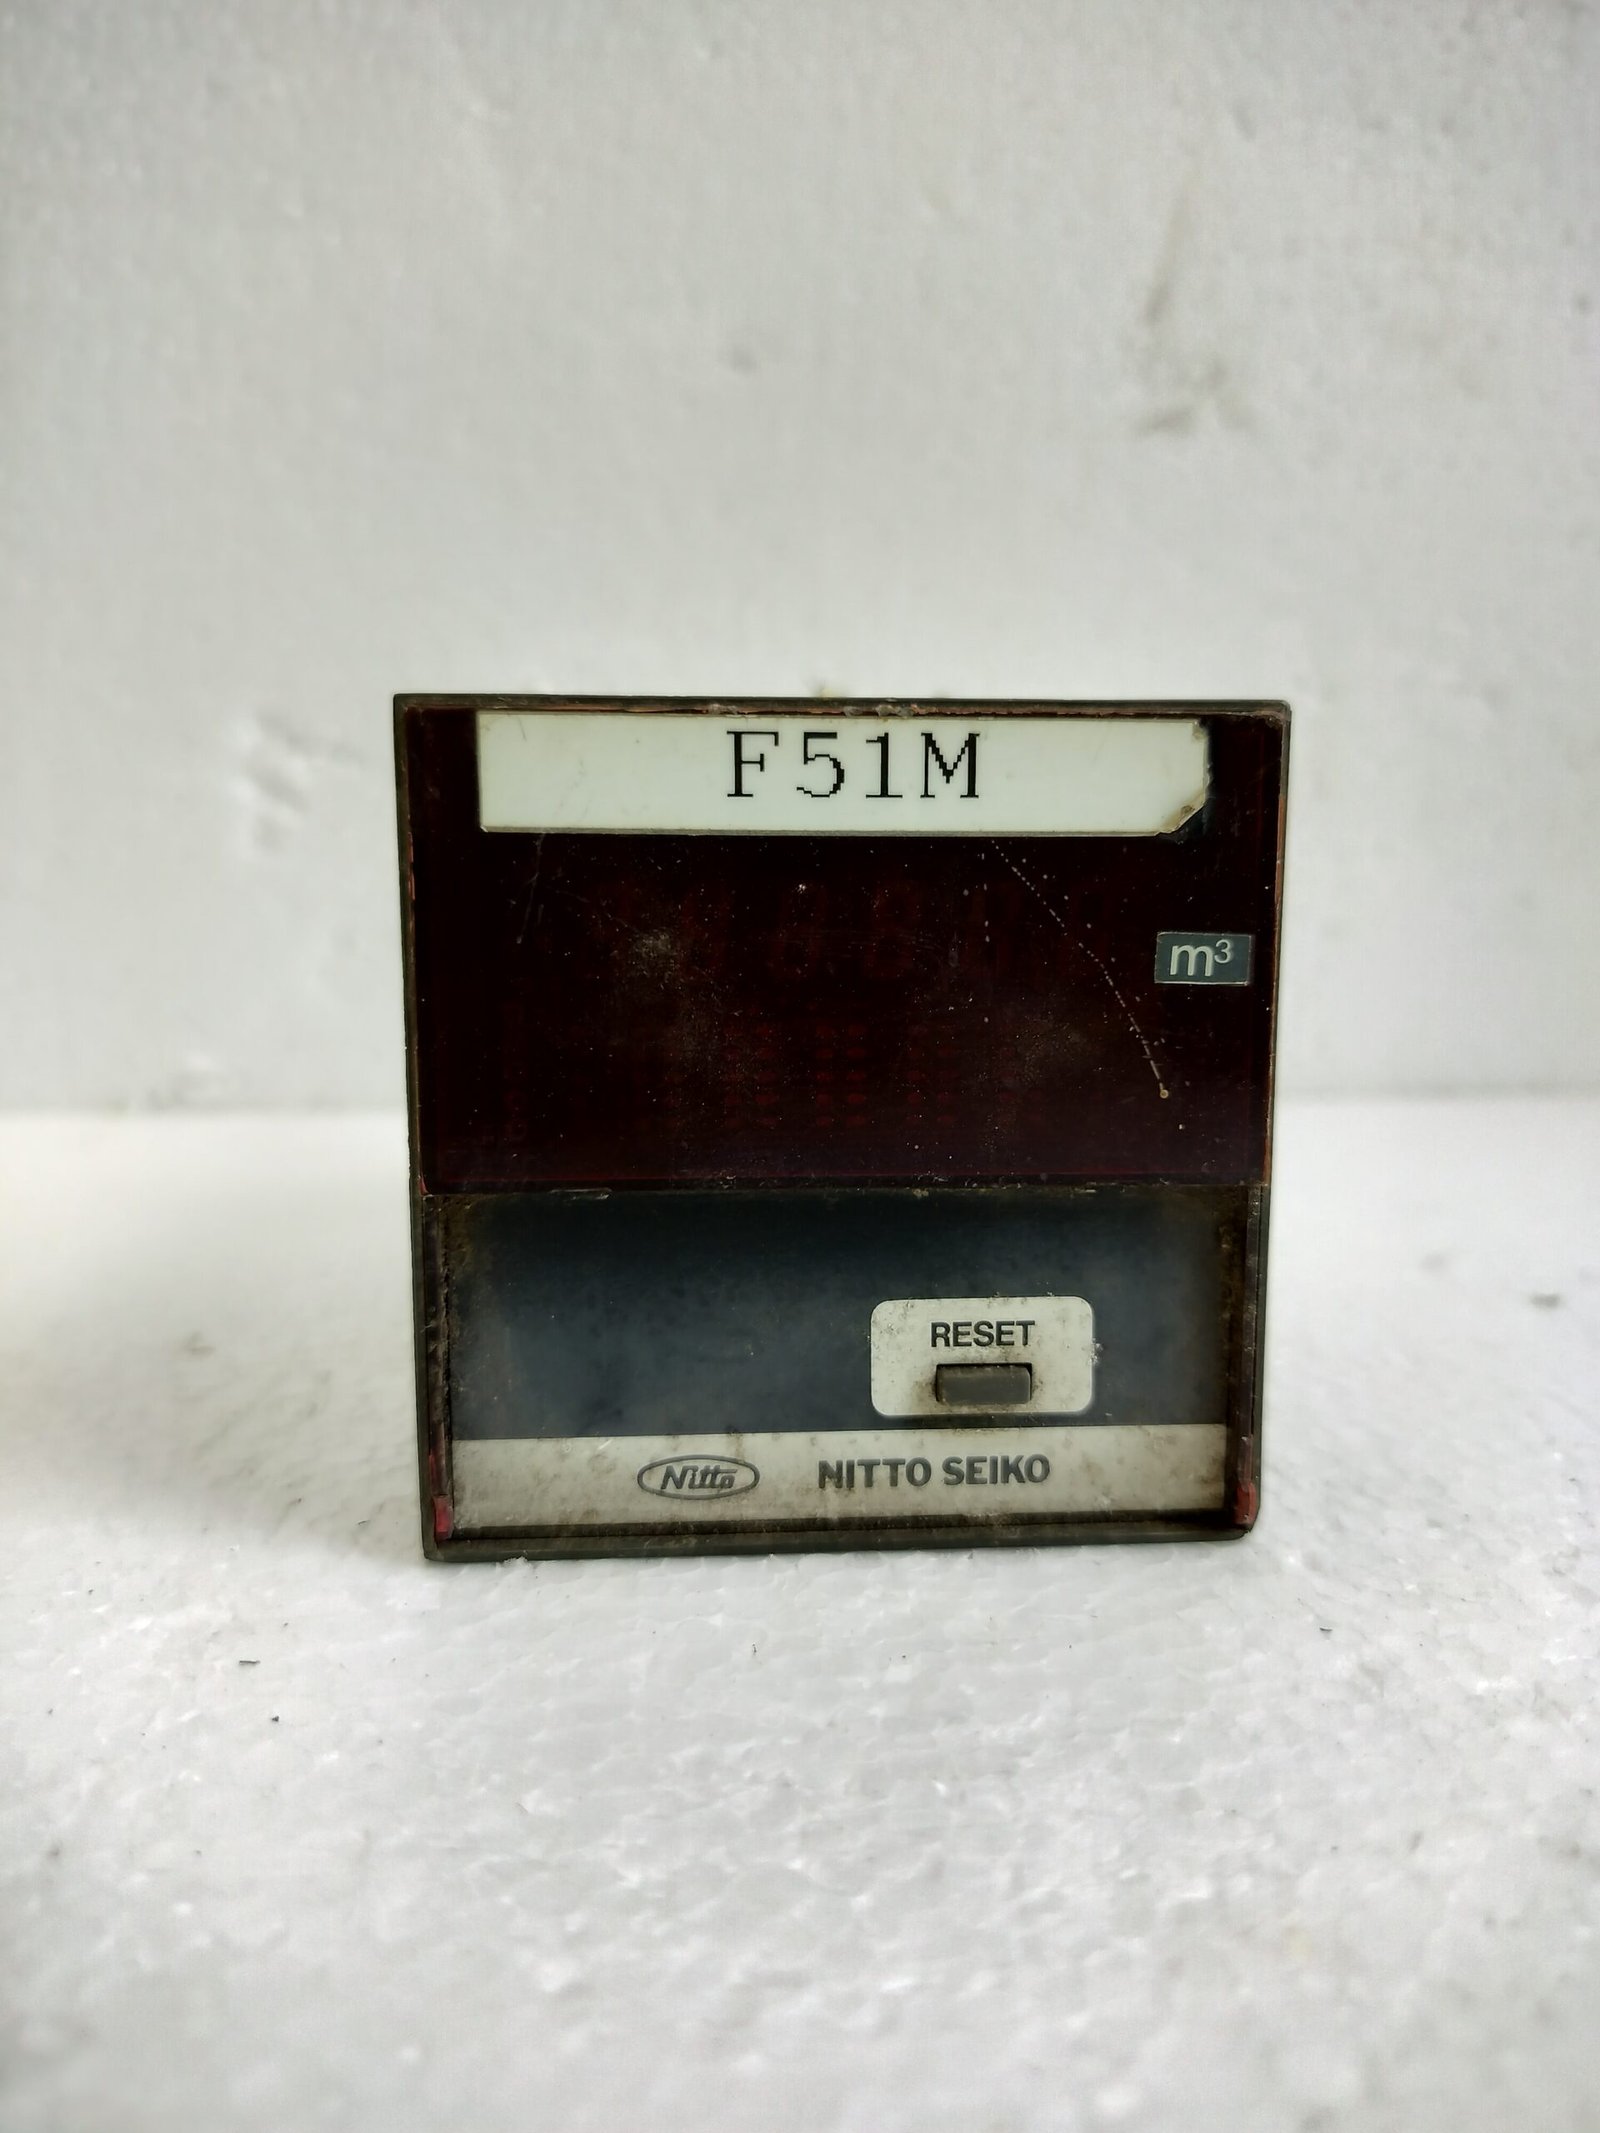 F51M
m³
RESET
Nitto NITTO SEIKO